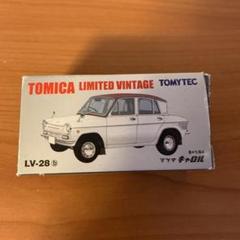 TOMICA LIMITED VINTAGE TOMYTEC
LV-28 ⓑ
マツダ キャロル